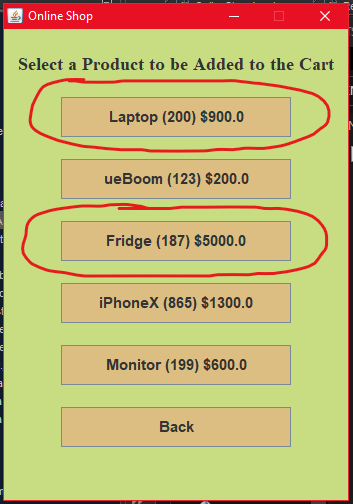 Online Shop
Select a Product to be Added to the Cart
Laptop (200) $900.0
ueBoom (123) $200.0
Fridge (187) $5000.0
iPhoneX (865) $1300.0
Monitor (199) $600.0
Back